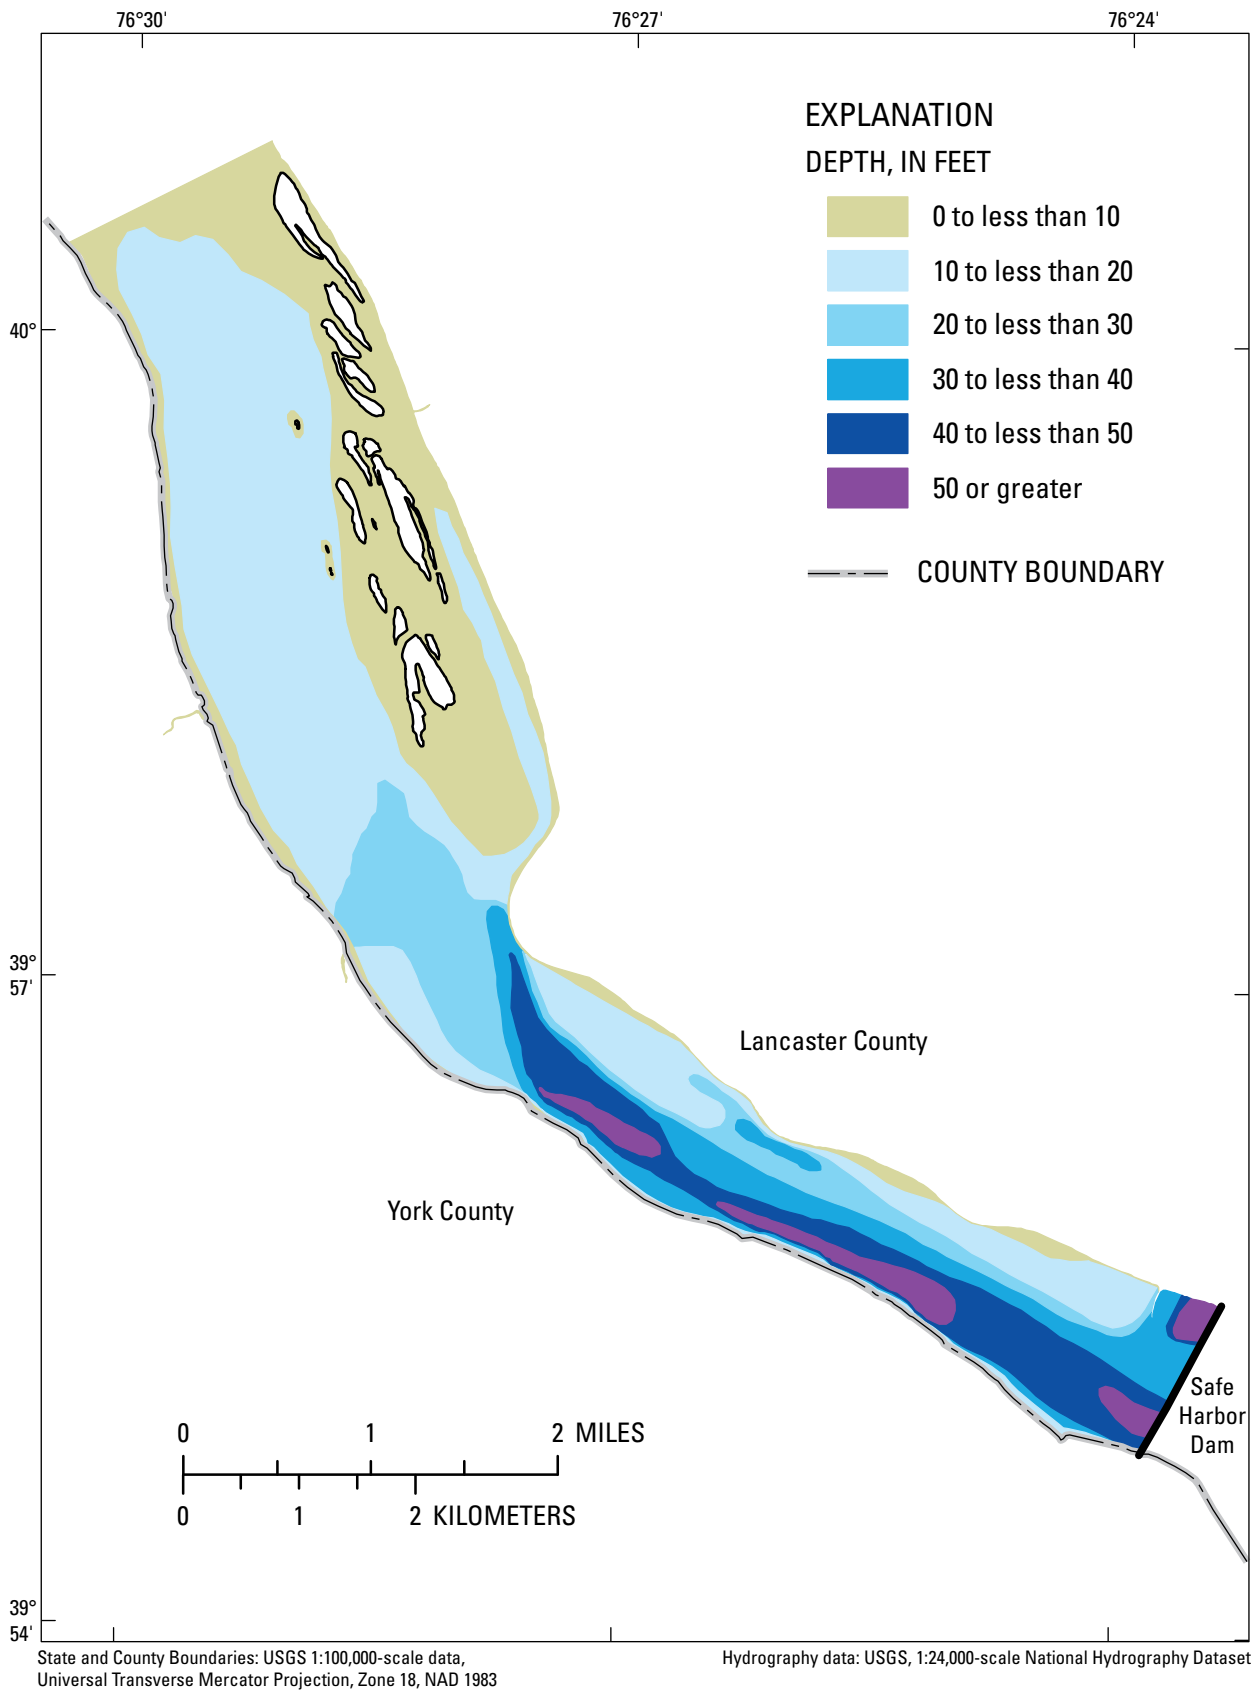 76°30'
76°27'
76°24'
EXPLANATION
DEPTH, IN FEET
0 to less than 10
10 to less than 20
20 to less than 30
30 to less than 40
40 to less than 50
50 or greater
COUNTY BOUNDARY
40°
39°
57'
Lancaster County
York County
Safe
Harbor
Dam
0 1 2 MILES
0 1 2 KILOMETERS
39°
54'
State and County Boundaries: USGS 1:100,000-scale data,
Universal Transverse Mercator Projection, Zone 18, NAD 1983
Hydrography data: USGS, 1:24,000-scale National Hydrography Dataset